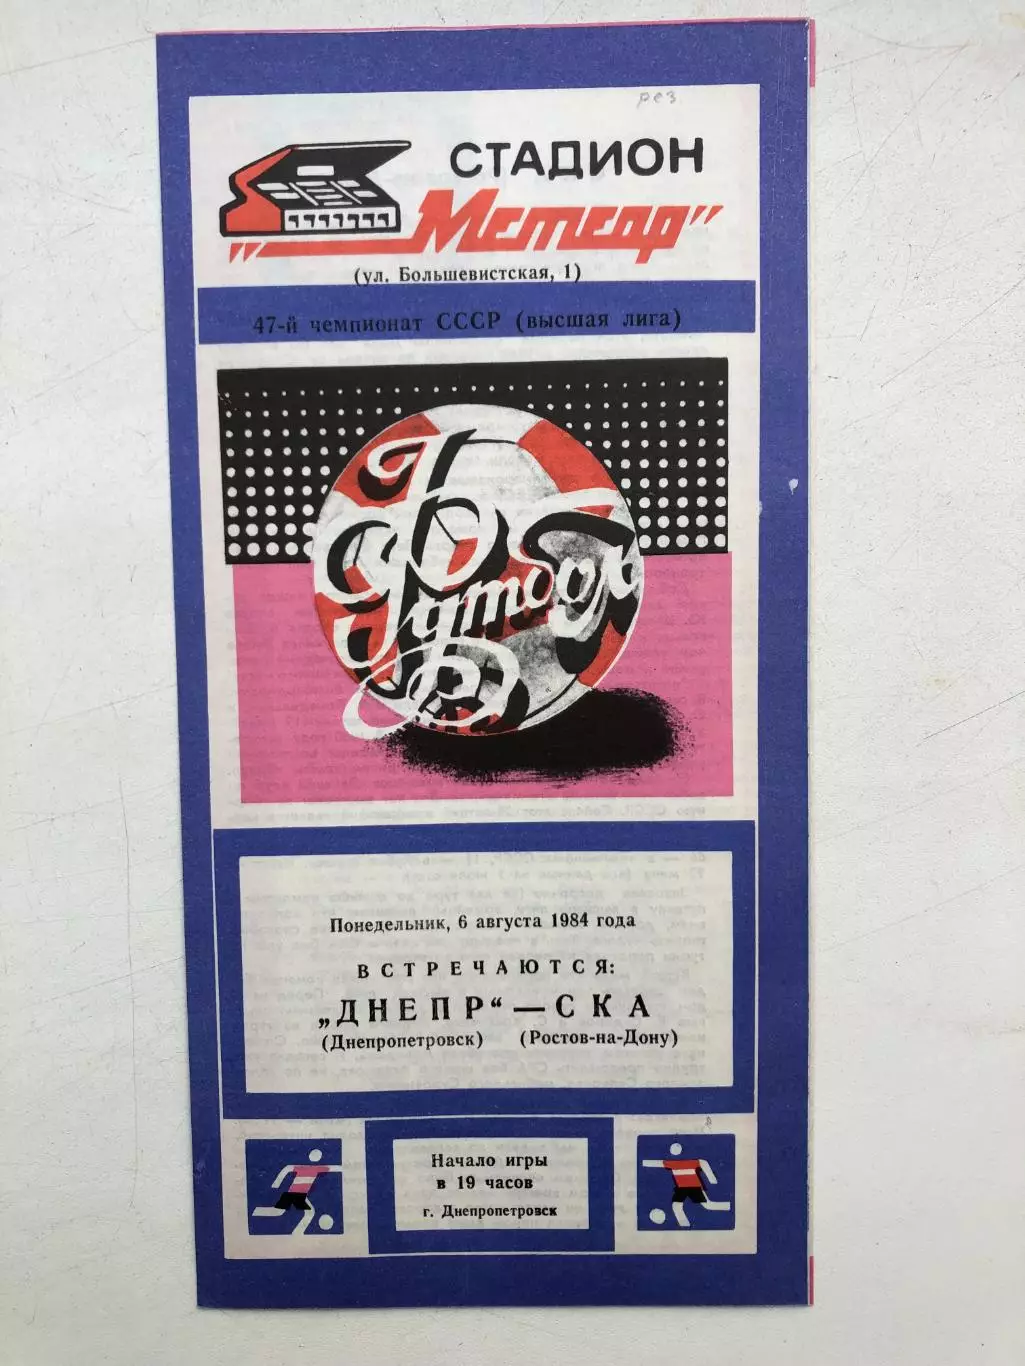 рез
СТАДИОН
„Метеор"
(ул. Большевистская, 1)
47-й чемпионат СССР (высшая лига)
Футбол
Понедельник, 6 августа 1984 года
ВСТРЕЧАЮТСЯ:
„ДНЕПР“ — СКА
(Днепропетровск) (Ростов-на-Дону)
Начало игры
в 19 часов
г. Днепропетровск